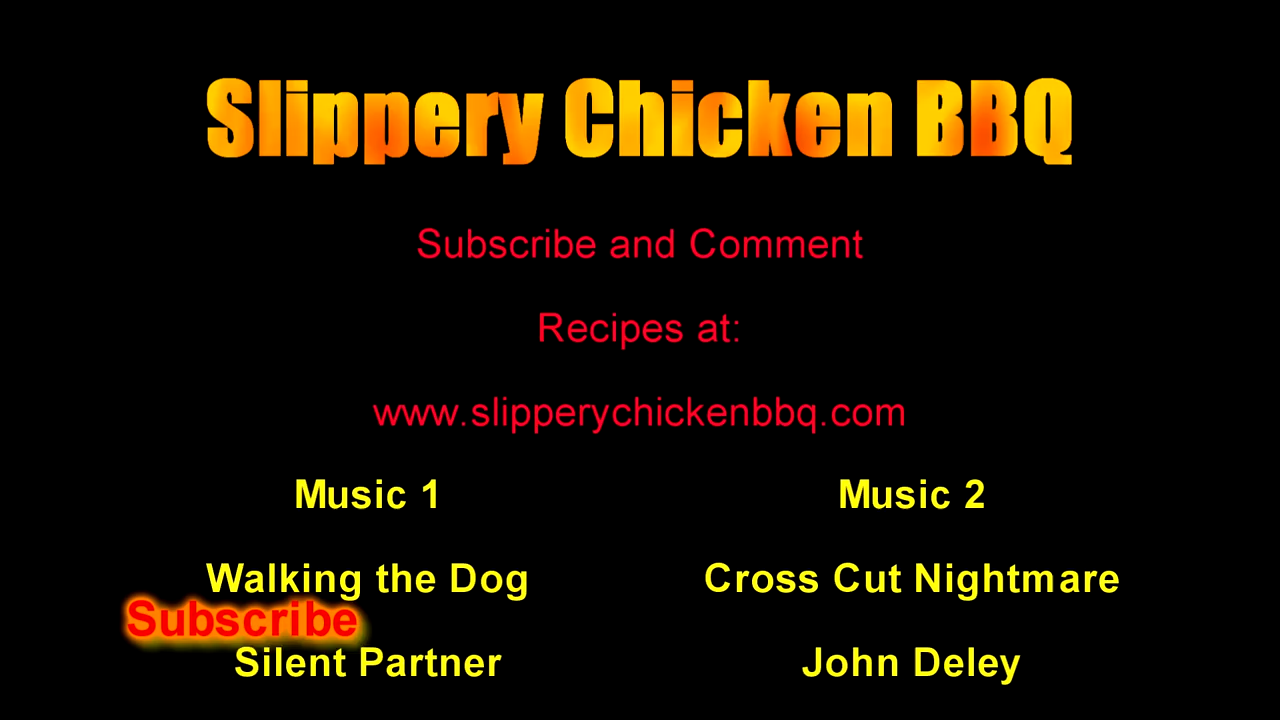 Slippery Chicken BBQ
Subscribe and Comment
Recipes at:
www.slipperychickenbbq.com
Music 1
Music 2
Walking the Dog
Cross Cut Nightmare
Subscribe
Silent Partner
John Deley